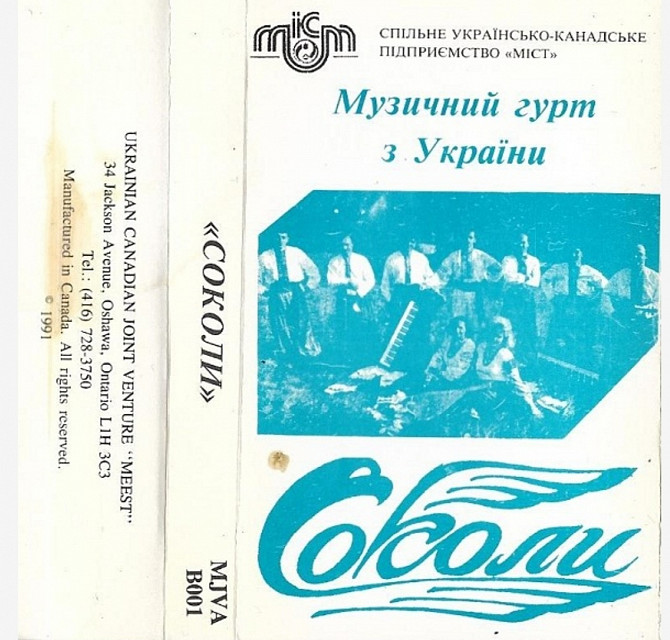 UKRAINIAN CANADIAN JOINT VENTURE "MEEST"
34 Jackson Avenue, Oshawa, Ontario L1H 3C3
Tel.: (416) 728-3750
Manufactured in Canada. All rights reserved.
© 1991
«СОКОЛИ»
MJVA
B001
міст
СПІЛЬНЕ УКРАЇНСЬКО-КАНАДСЬКЕ
ПІДПРИЄМСТВО «МІСТ»
Музичний гурт
з України
Соколи